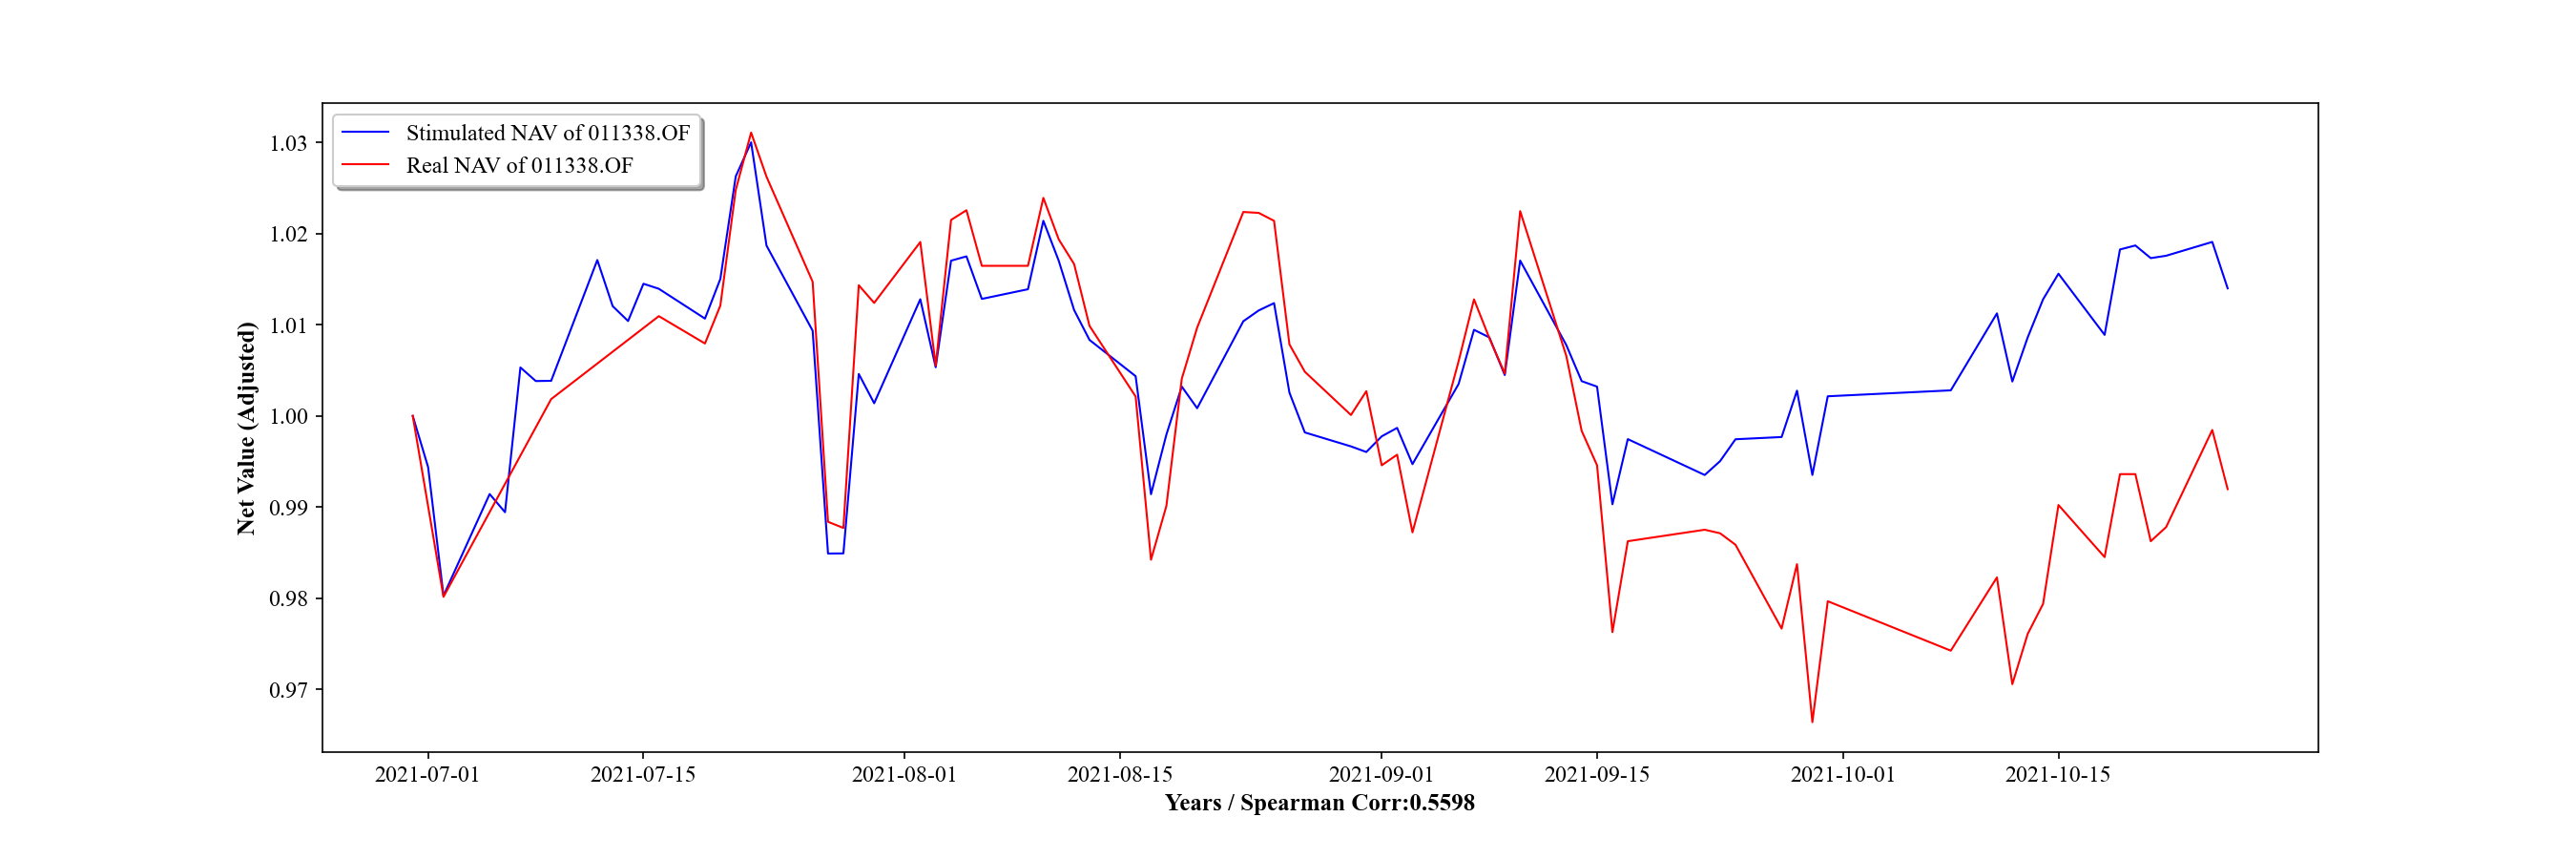 Stimulated NAV of 011338.OF
Real NAV of 011338.OF
1.03
1.02
1.01
1.00
0.99
0.98
0.97
Net Value (Adjusted)
2021-07-01 2021-07-15 2021-08-01 2021-08-15 2021-09-01 2021-09-15 2021-10-01 2021-10-15
Years / Spearman Corr:0.5598